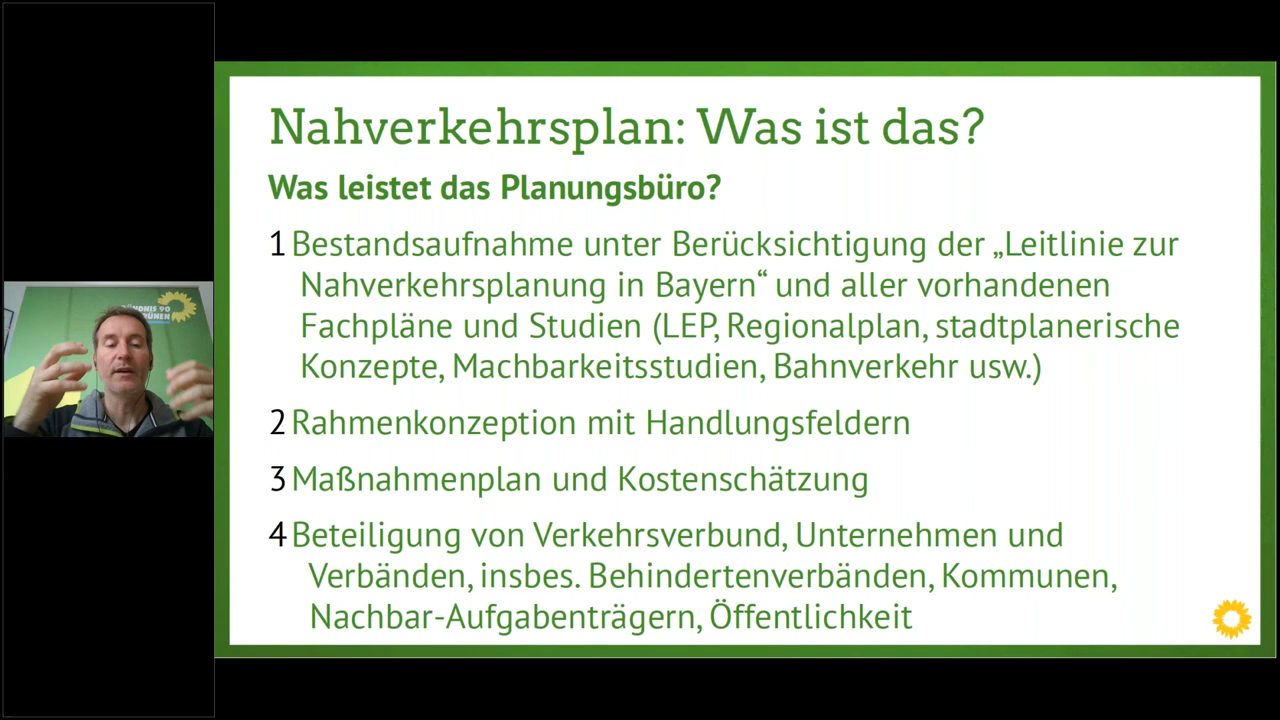 Nahverkehrsplan: Was ist das?
Was leistet das Planungsbüro?
1 Bestandsaufnahme unter Berücksichtigung der „Leitlinie zur
Nahverkehrsplanung in Bayern“ und aller vorhandenen
Fachpläne und Studien (LEP, Regionalplan, stadtplanerische
Konzepte, Machbarkeitsstudien, Bahnverkehr usw.)
2 Rahmenkonzeption mit Handlungsfeldern
3 Maßnahmenplan und Kostenschätzung
4 Beteiligung von Verkehrsverbund, Unternehmen und
Verbänden, insbes. Behindertenverbänden, Kommunen,
Nachbar-Aufgabenträgern, Öffentlichkeit